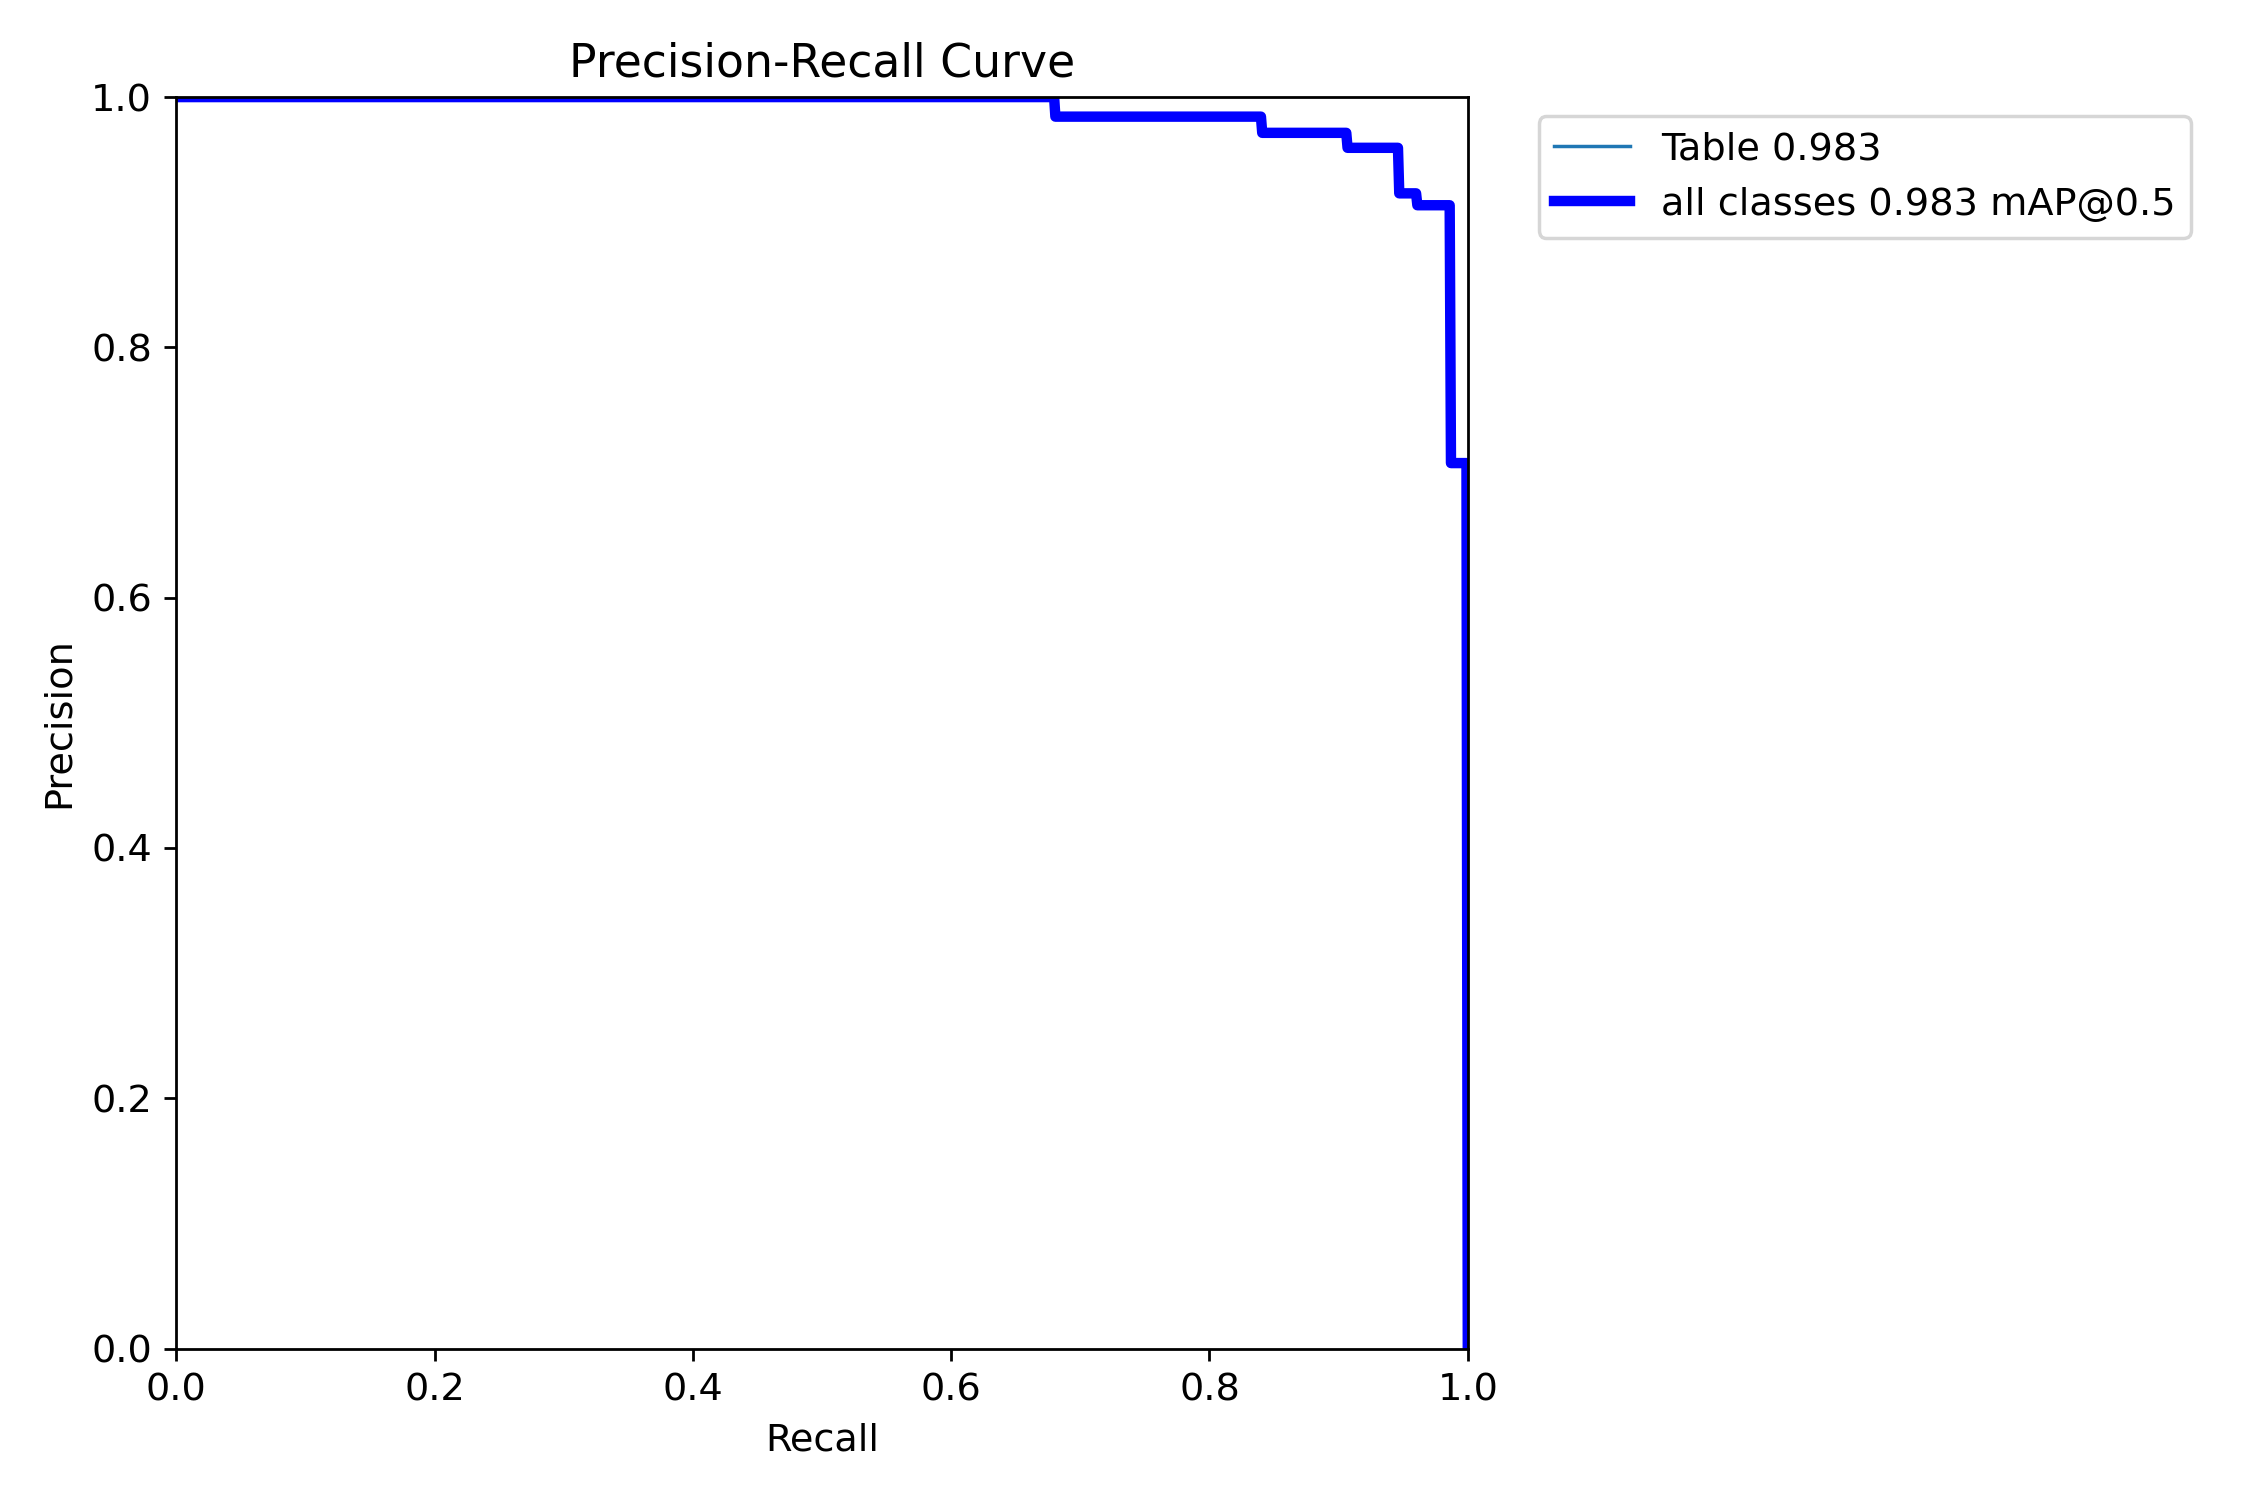 Precision-Recall Curve
1.0
0.8
0.6
0.4
0.2
0.0
Precision
0.0 0.2 0.4 0.6 0.8 1.0
Recall
Table 0.983
all classes 0.983 mAP@0.5